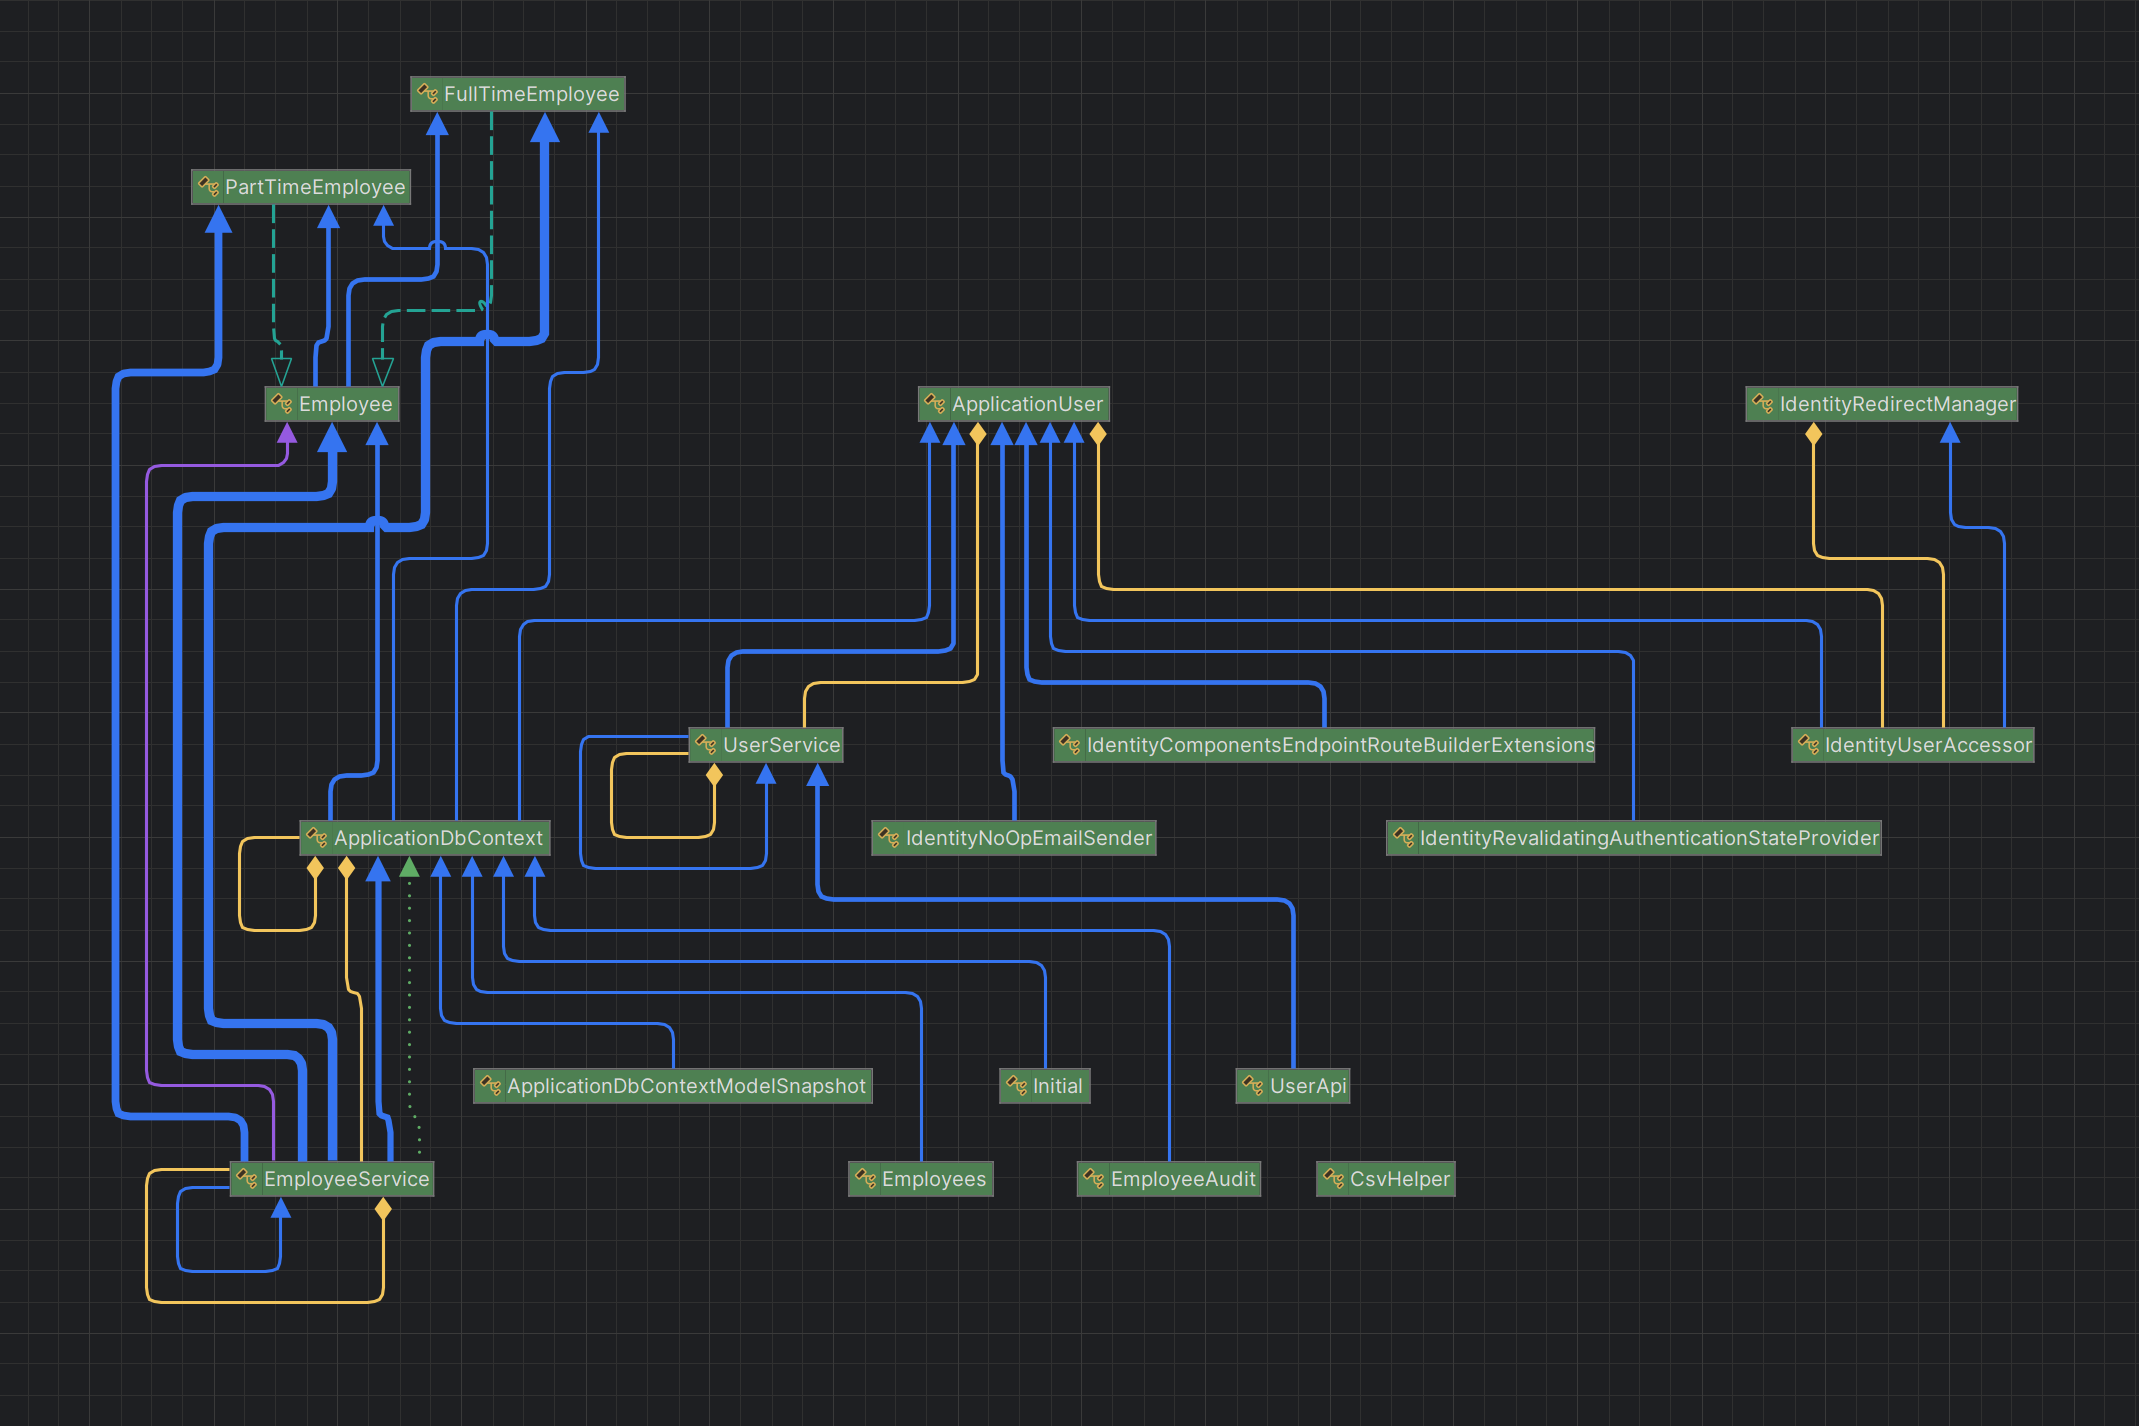 FullTimeEmployee
PartTimeEmployee
Employee
ApplicationUser
IdentityRedirectManager
UserService
IdentityComponentsEndpointRouteBuilderExtensions
IdentityUserAccessor
ApplicationDbContext
IdentityNoOpEmailSender
IdentityRevalidatingAuthenticationStateProvider
ApplicationDbContextModelSnapshot
Initial
UserApi
EmployeeService
Employees
EmployeeAudit
CsvHelper